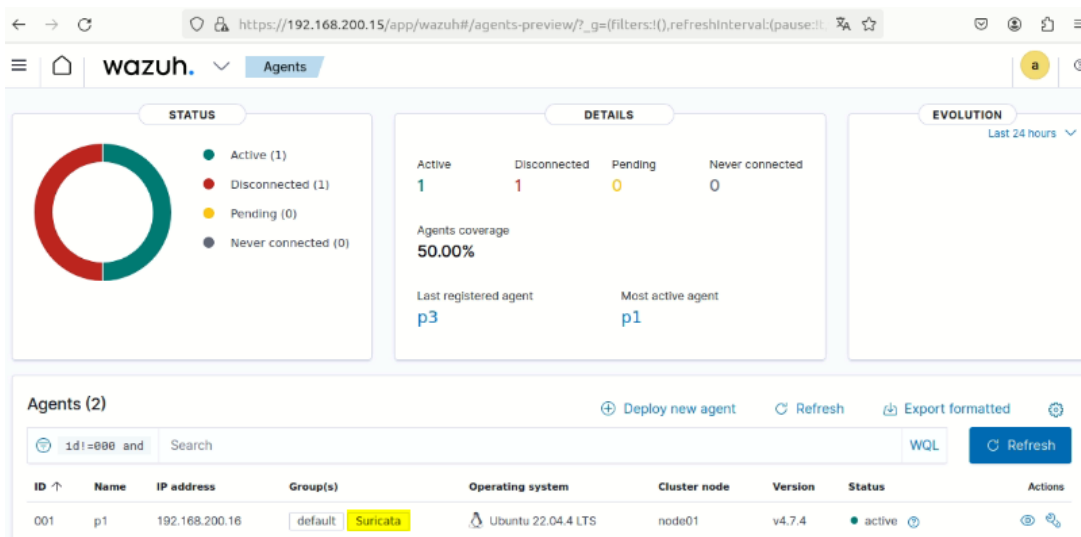 https://192.168.200.15/app/wazuh#/agents-preview/?_g=(filters:!(),refreshInterval:(pause:!t,
wazuh. Agents a
STATUS
Active (1)
Disconnected (1)
Pending (0)
Never connected (0)
DETAILS
Active Disconnected Pending Never connected
1 1 0 0
Agents coverage
50.00%
Last registered agent Most active agent
p3 p1
EVOLUTION
Last 24 hours
Agents (2) Deploy new agent Refresh Export formatted
id!=000 and Search WQL Refresh
ID ↑ Name IP address Group(s) Operating system Cluster node Version Status Actions
001 p1 192.168.200.16 default Suricata Ubuntu 22.04.4 LTS node01 v4.7.4 active